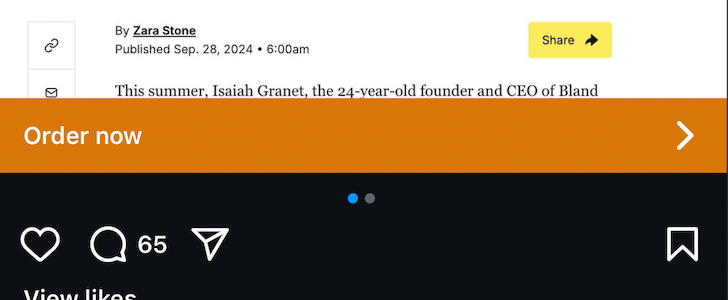 By Zara Stone
Published Sep. 28, 2024 • 6:00am
Share
This summer, Isaiah Granet, the 24-year-old founder and CEO of Bland
Order now
65
View likes